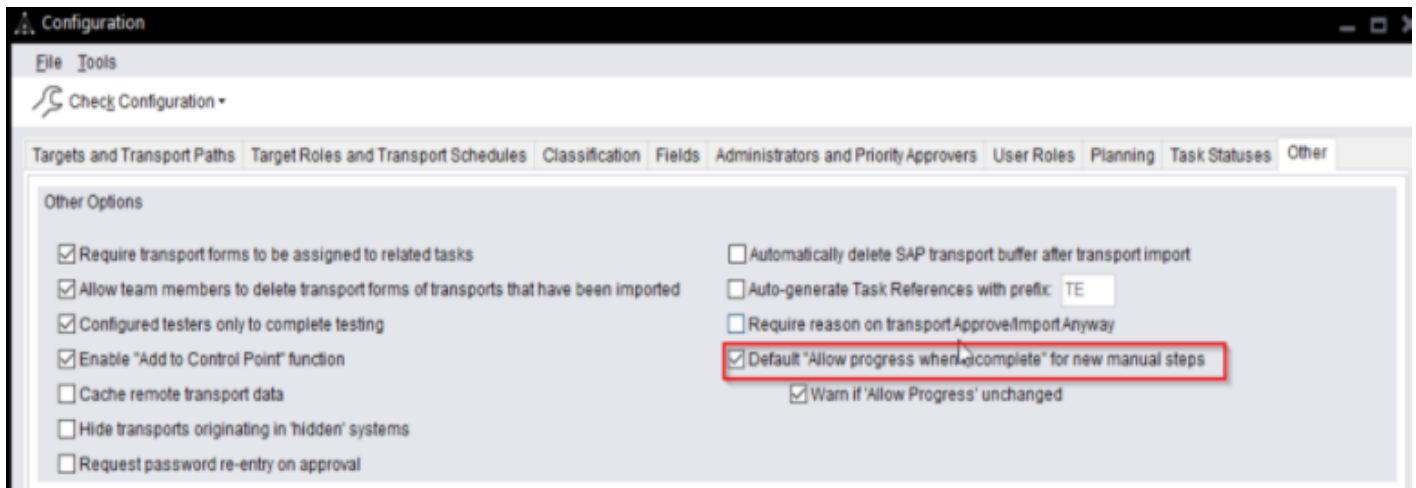 Configuration
File Tools
Check Configuration
Targets and Transport Paths Target Roles and Transport Schedules Classification Fields Administrators and Priority Approvers User Roles Planning Task Statuses Other
Other Options
Require transport forms to be assigned to related tasks
Allow team members to delete transport forms of transports that have been imported
Configured testers only to complete testing
Enable "Add to Control Point" function
Cache remote transport data
Hide transports originating in 'hidden' systems
Request password re-entry on approval
Automatically delete SAP transport buffer after transport import
Auto-generate Task References with prefix: TE
Require reason on transport Approve/Import Anyway
Default "Allow progress when incomplete" for new manual steps
Warn if 'Allow Progress' unchanged